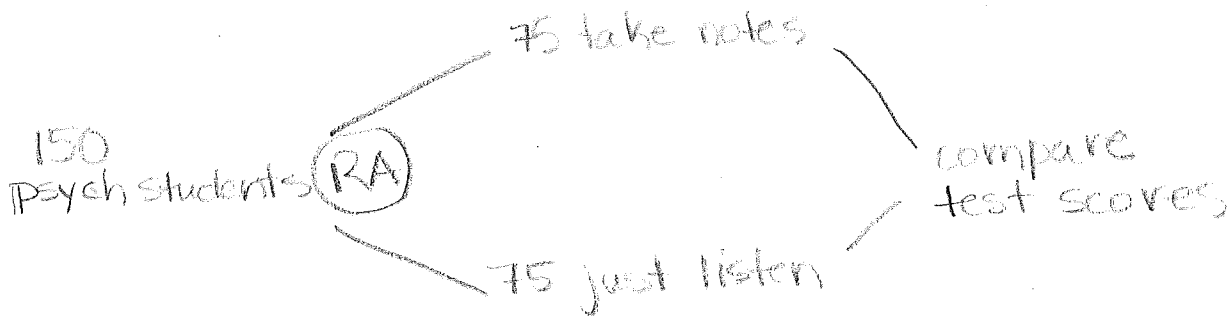 75 take notes
150
psych students
RA
compare
test scores
75 just listen